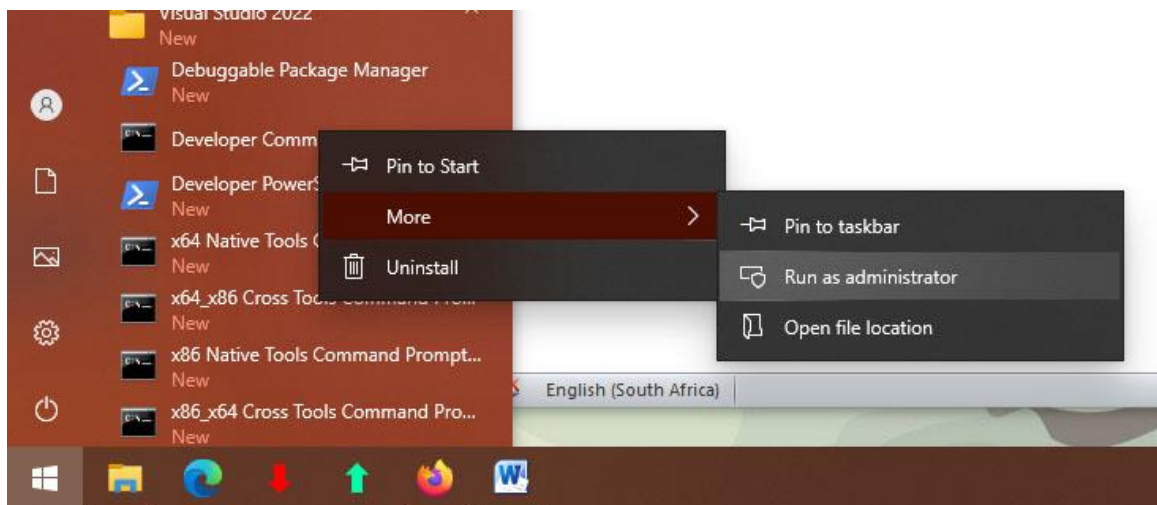 Visual Studio 2022
New
Debuggable Package Manager
New
Developer Comm
Developer PowerS
New
x64 Native Tools
New
x64_x86 Cross Tools Command Pro...
New
x86 Native Tools Command Prompt...
New
x86_x64 Cross Tools Command Pro...
New
Pin to Start
More
Uninstall
Pin to taskbar
Run as administrator
Open file location
English (South Africa)
W